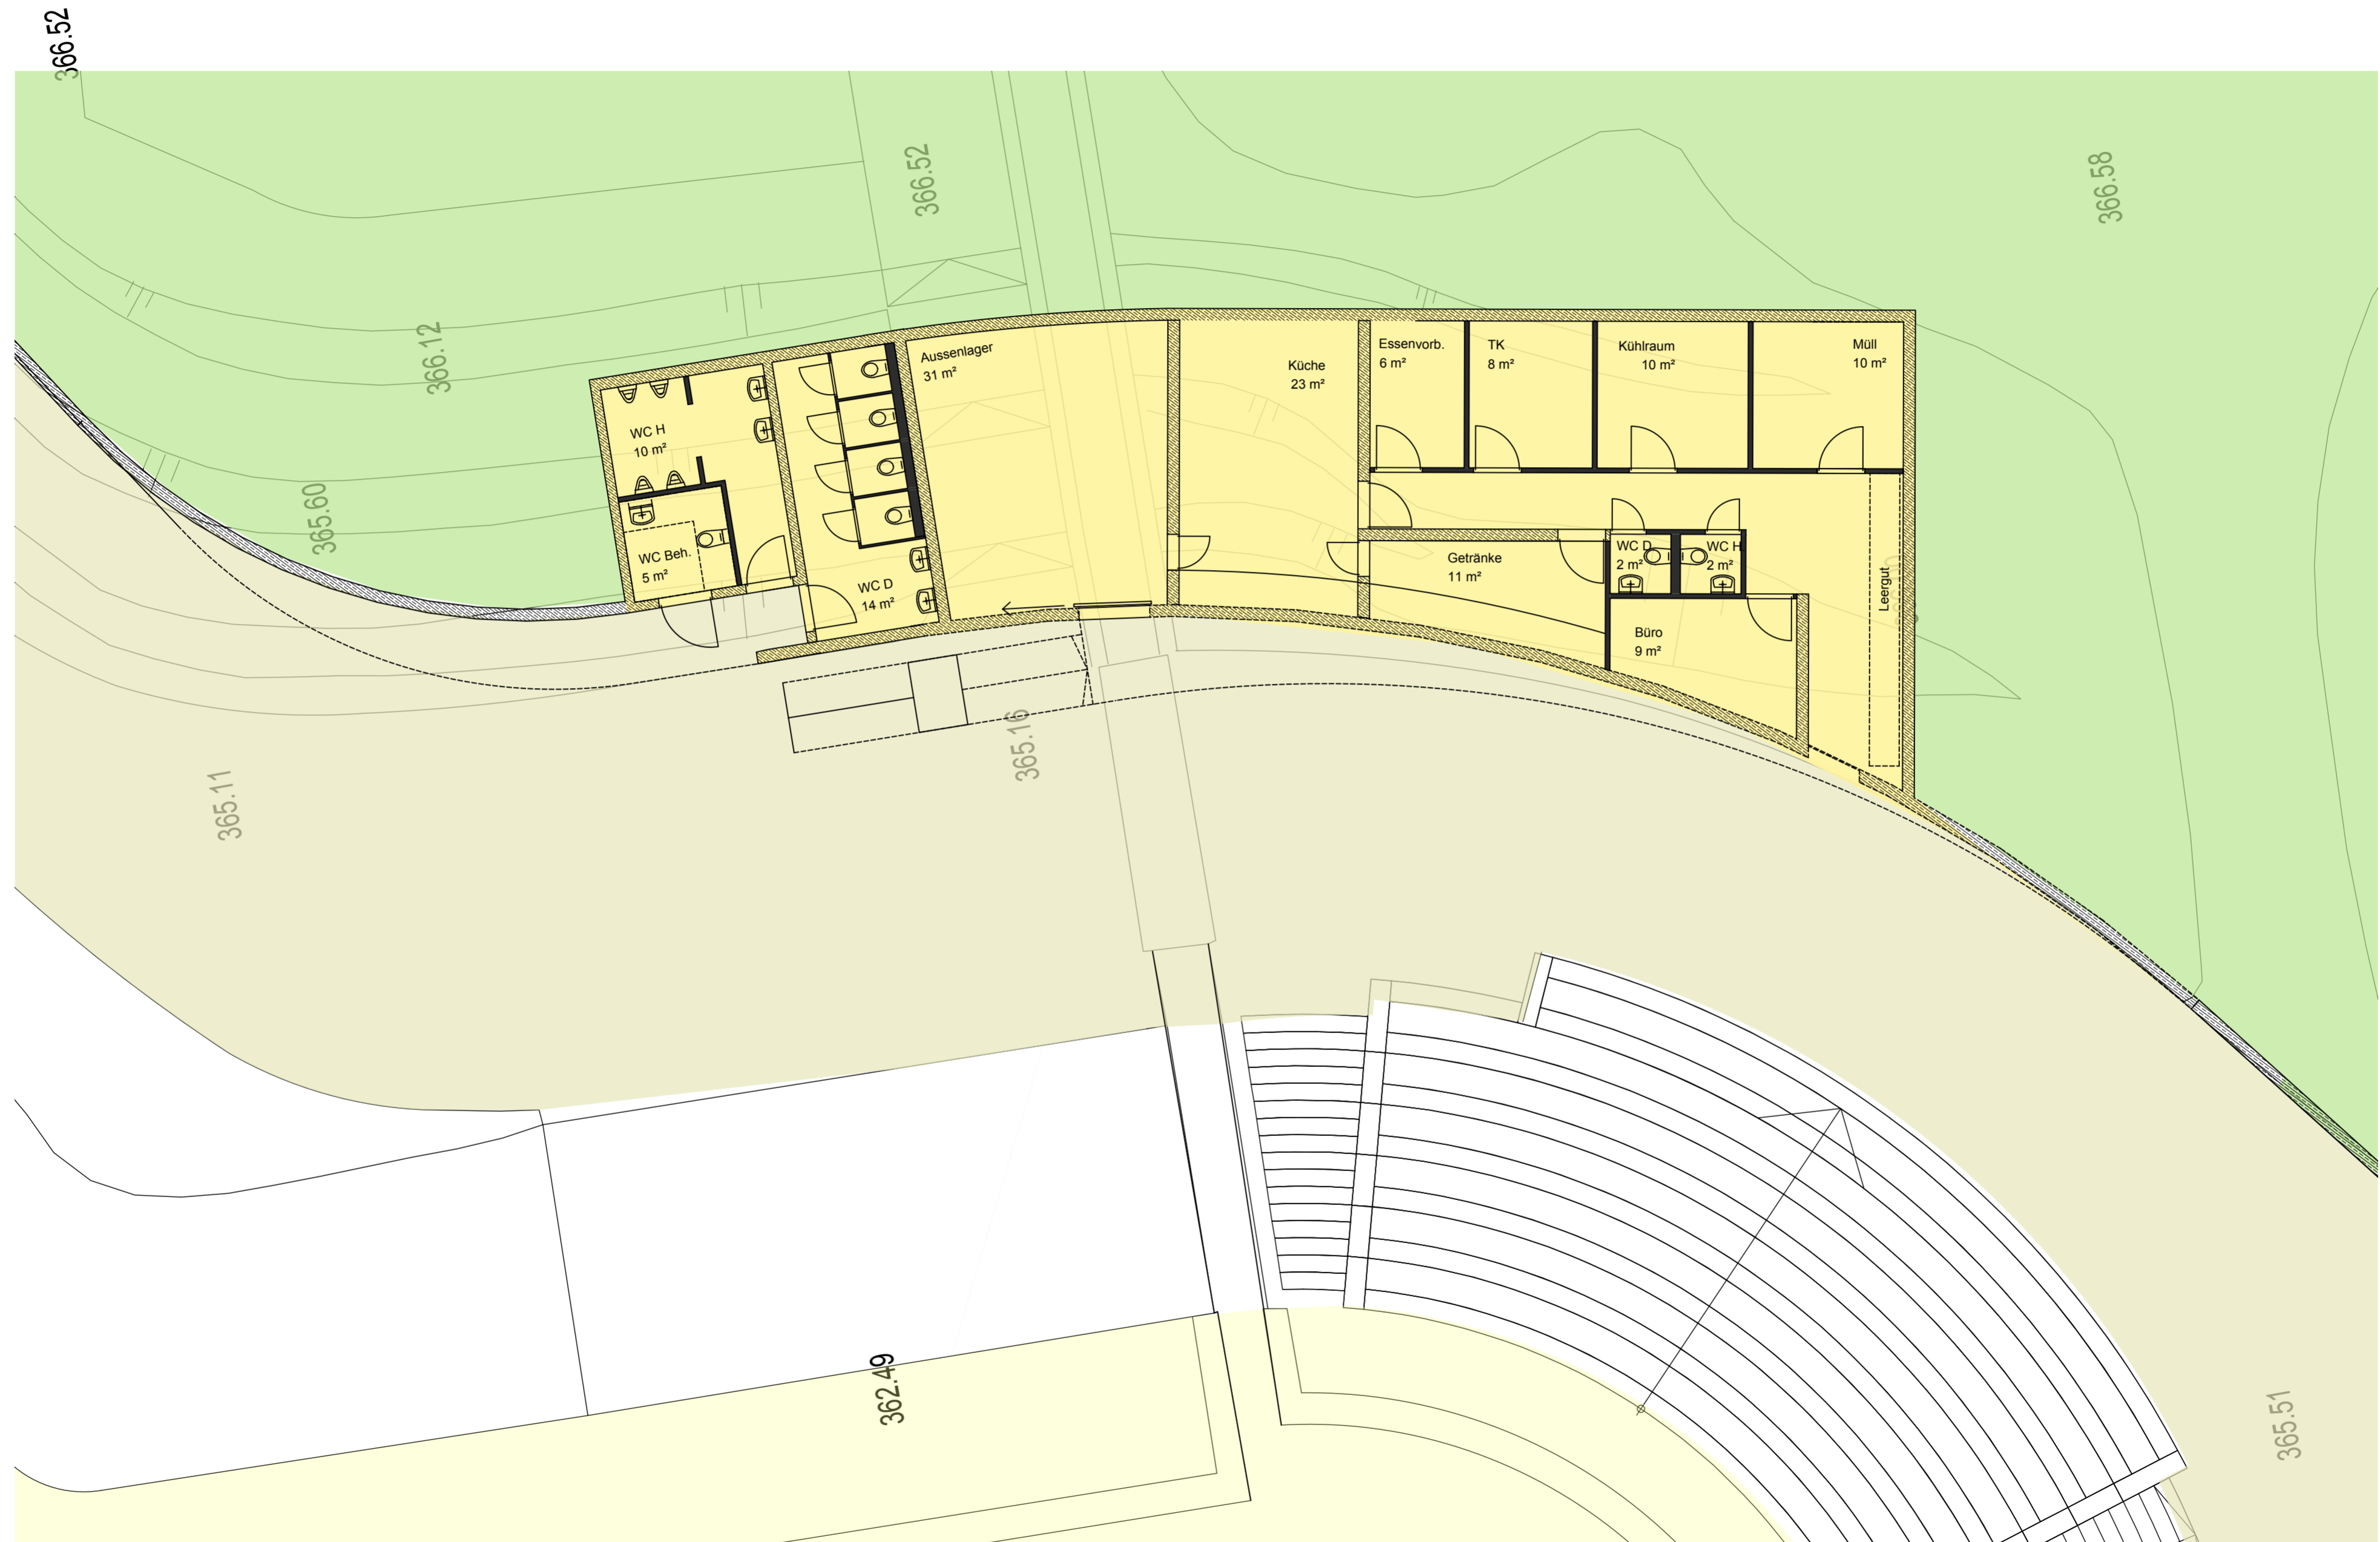 366.52
366.52
366.58
366.12
365.60
Aussenlager
31 m²
Küche
23 m²
Essenvorb.
6 m²
TK
8 m²
Kühlraum
10 m²
Müll
10 m²
WC H
10 m²
WC Beh.
5 m²
WC D
14 m²
Getränke
11 m²
WC D
2 m²
WC H
2 m²
Büro
9 m²
Leergut
365.11
365.16
362.49
365.51